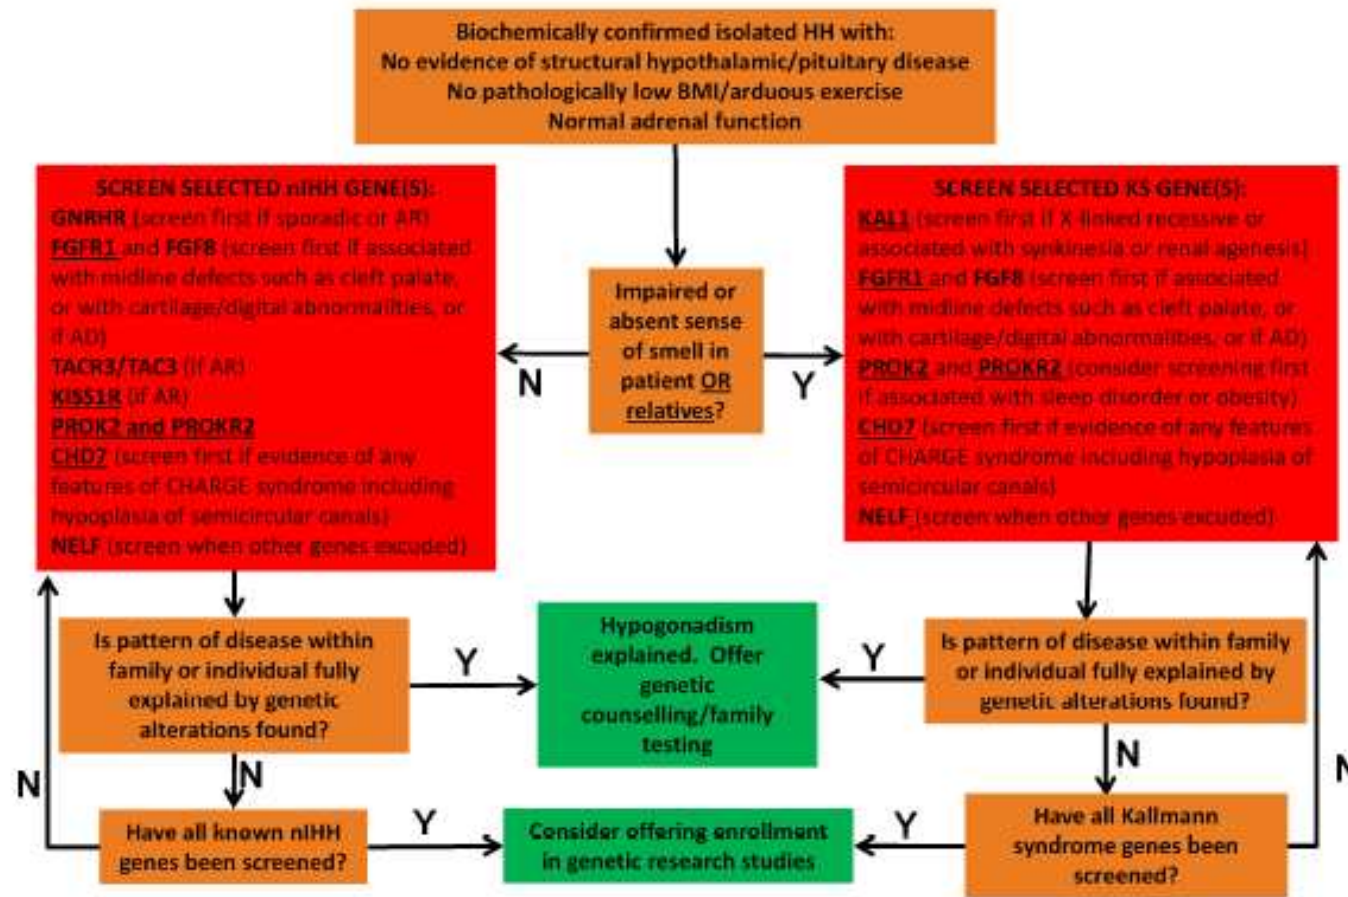 Biochemically confirmed isolated HH with:
No evidence of structural hypothalamic/pituitary disease
No pathologically low BMI/arduous exercise
Normal adrenal function
SCREEN SELECTED nIHH GENE(S):
GNRHR (screen first if sporadic or AR)
FGFR1 and FGF8 (screen first if associated
with midline defects such as cleft palate,
or with cartilage/digital abnormailties, or
if AD)
TACR3/TAC3 (if AR)
KISS1R (if AR)
PROK2 and PROKR2
CHD7 (screen first if evidence of any
features of CHARGE syndrome including
hypoplasia of semicircular canals)
NELF (screen when other genes excuded)
Impaired or
absent sense
of smell in
patient OR
relatives?
N
Y
SCREEN SELECTED KS GENE(S):
KAL1 (screen first if X-linked recessive or
associated with synkinesia or renal agenesis)
FGFR1 and FGF8 (screen first if associated
with midline defects such as cleft palate, or
with cartilage/digital abnormailties, or if AD)
PROK2 and PROKR2 (consider screening first
if associated with sleep disorder or obesity)
CHD7 (screen first if evidence of any features
of CHARGE syndrome including hypoplasia of
semicircular canals)
NELF (screen when other genes excuded)
Is pattern of disease within
family or individual fully
explained by genetic
alterations found?
Y
Hypogonadism
explained. Offer
genetic
counselling/family
testing
Y
Is pattern of disease within family
or individual fully explained by
genetic alterations found?
N
N
N
N
Have all known nIHH
genes been screened?
Y
Consider offering enrollment
in genetic research studies
Y
Have all Kallmann
syndrome genes been
screened?